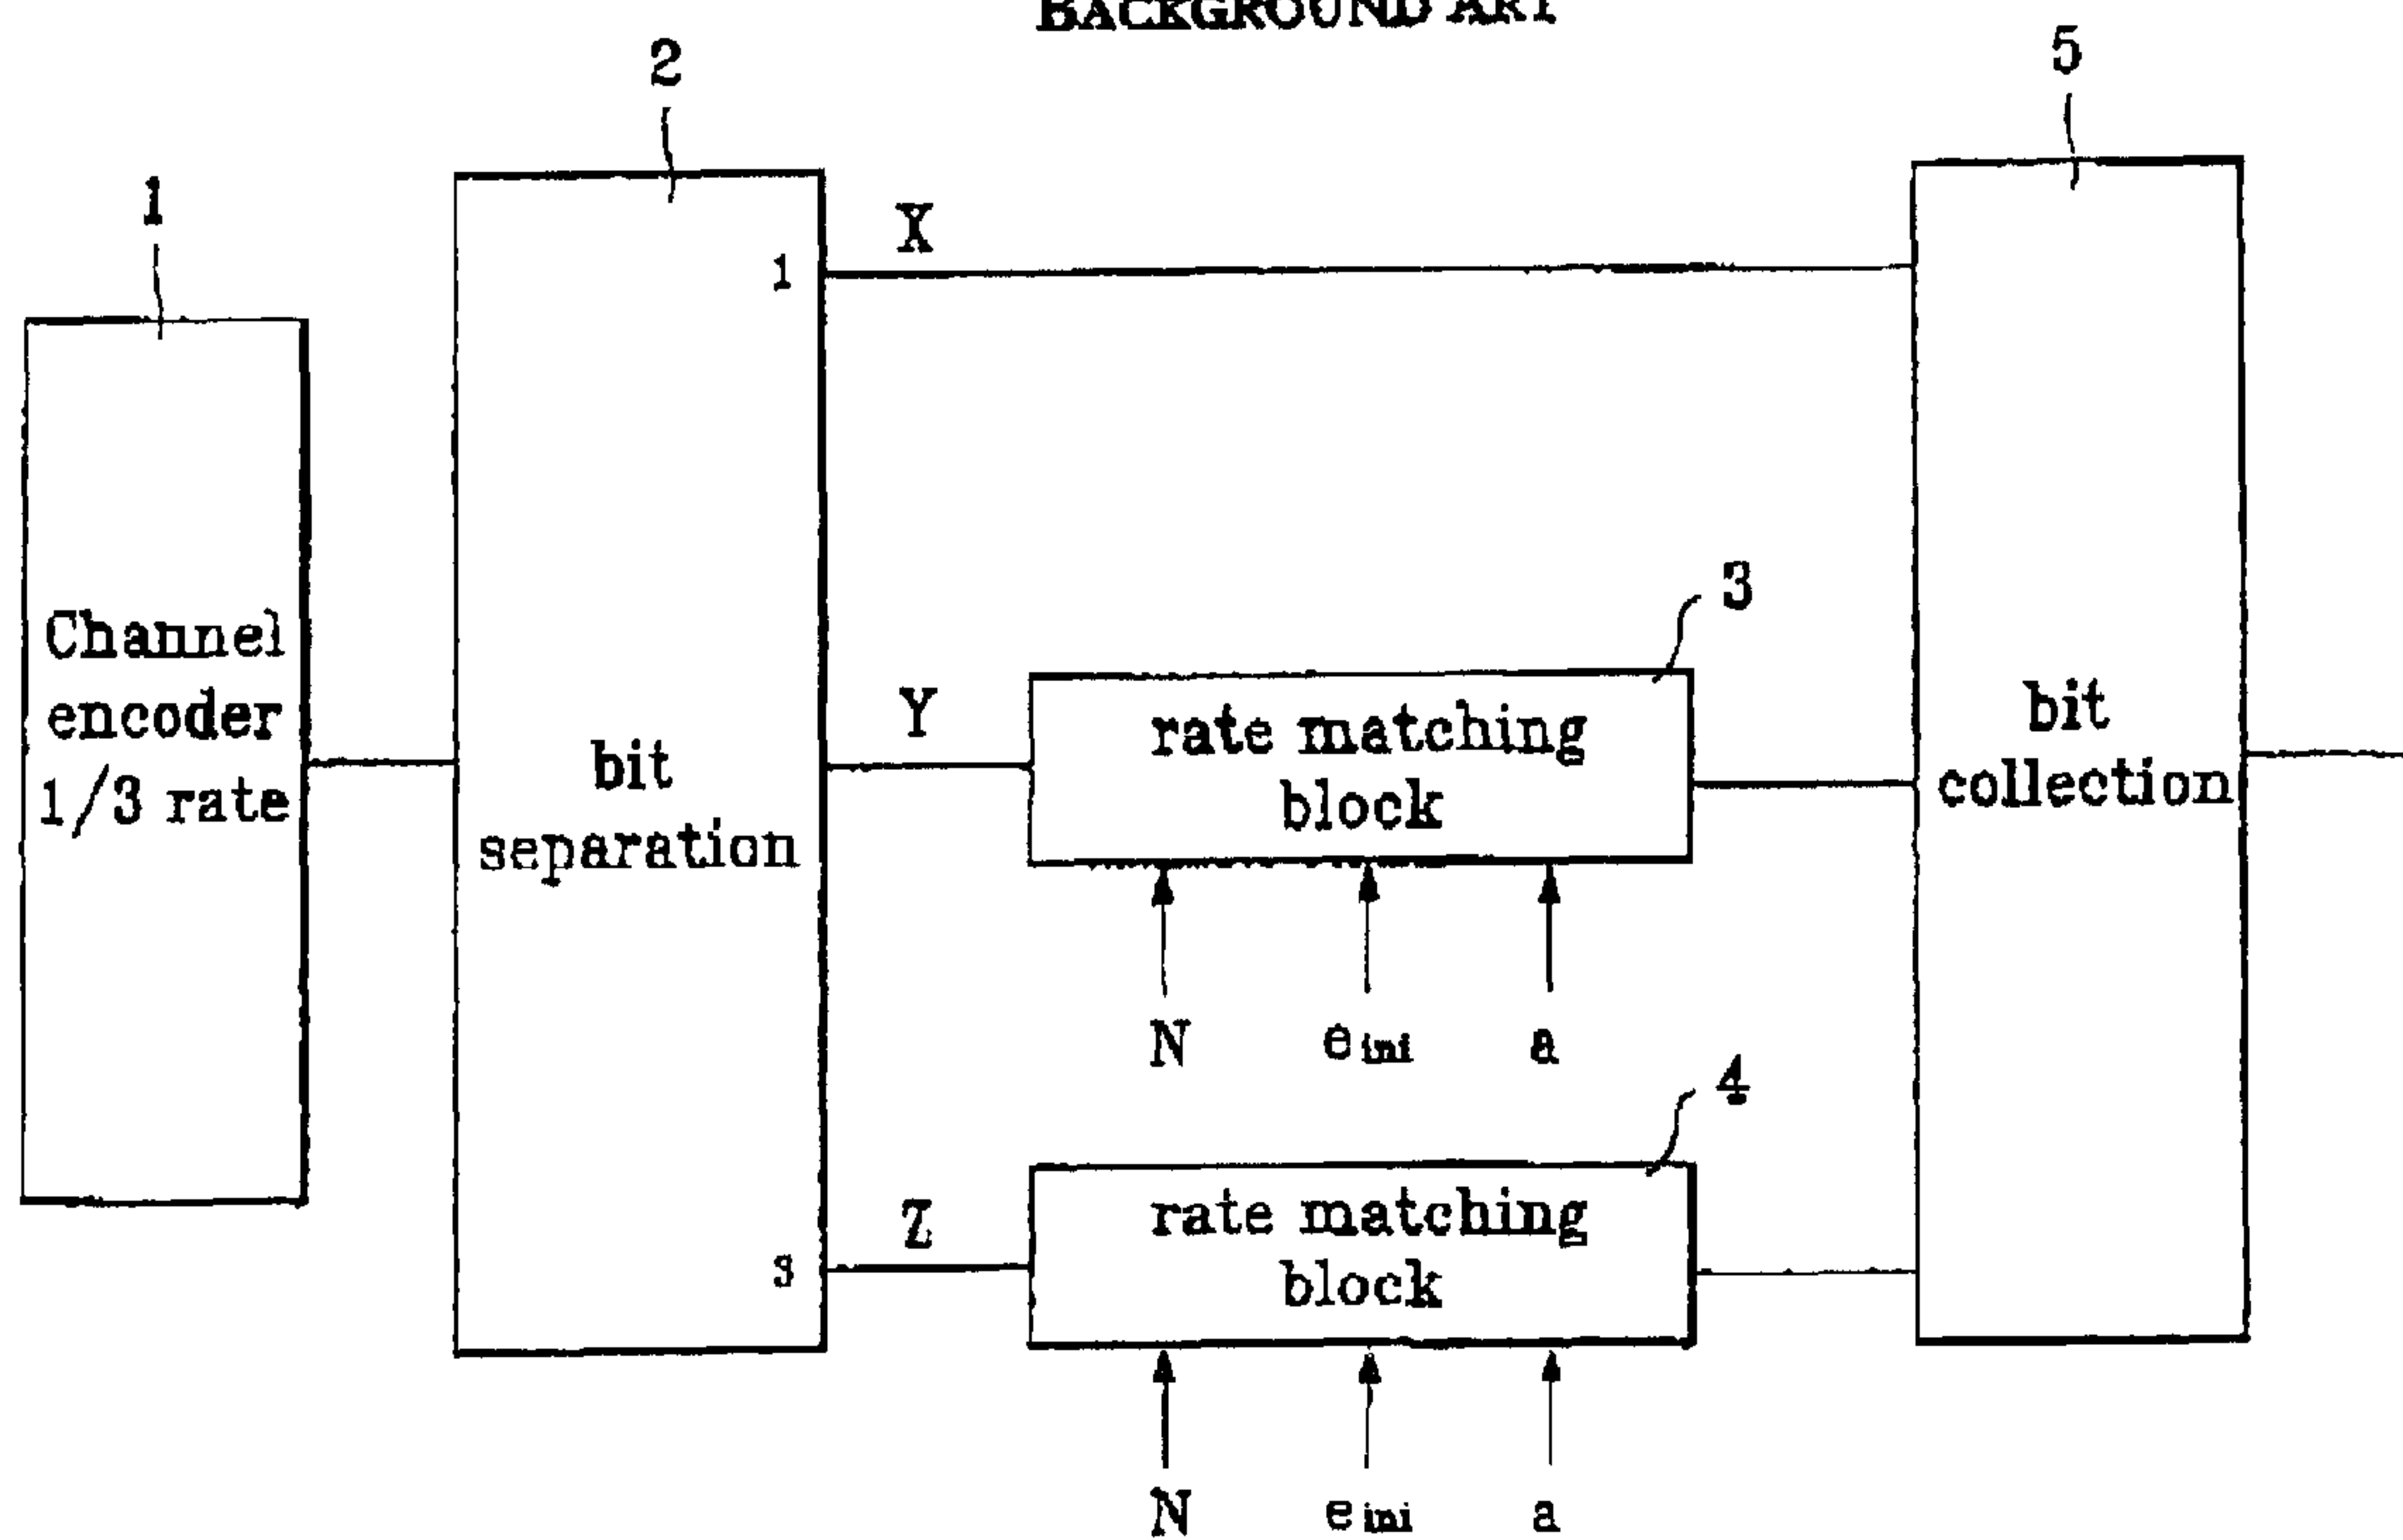 BACKGROUND ART
2
5
1
X
1
3
Channel
encoder
1/3 rate
bit
separation
Y
rate matching
block
bit
collection
N
e ini
a
4
Z
3
rate matching
block
N
e ini
a